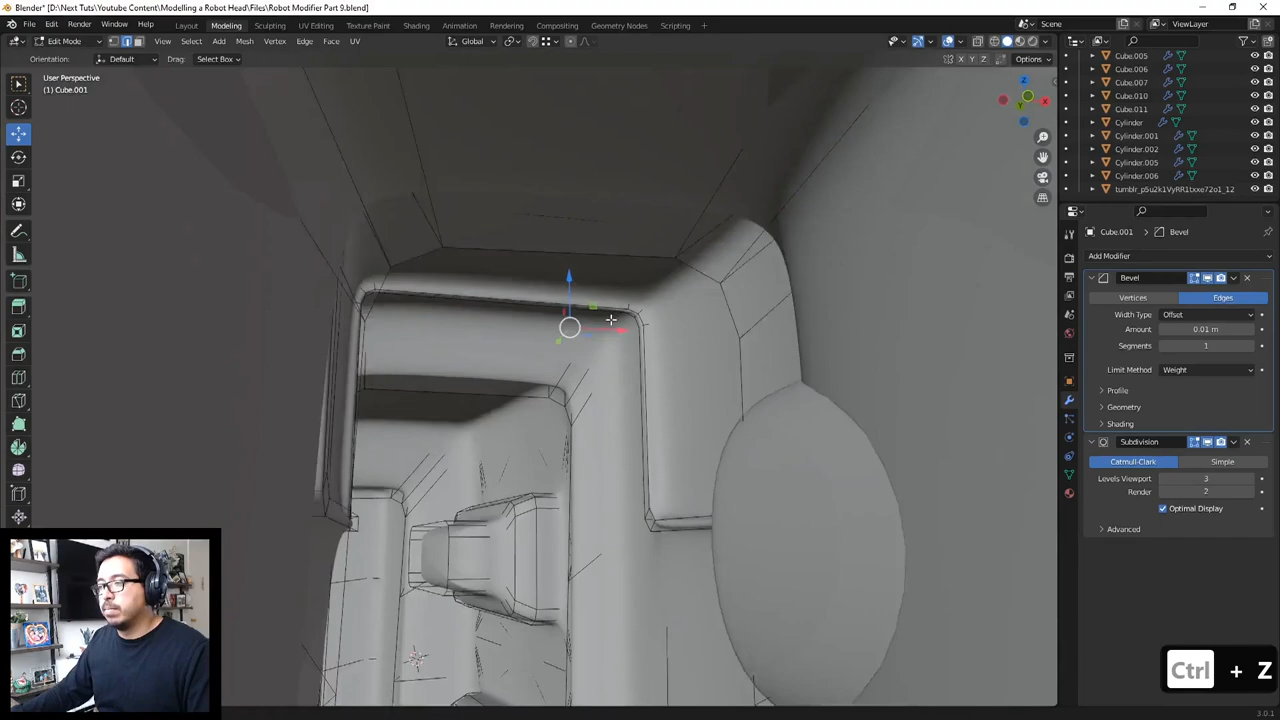 Blender* [D:\Next Tuts\Youtube Content\Modelling a Robot Head\Files\Robot Modifier Part 9.blend]
File Edit Render Window Help Layout Modeling Sculpting UV Editing Texture Paint Shading Animation Rendering Compositing Geometry Nodes Scripting Scene ViewLayer
Edit Mode View Select Add Mesh Vertex Edge Face UV Global
Orientation: Default Drag: Select Box X Y Z Options
User Perspective
(1) Cube.001
Z
X
Y
Cube.005
Cube.006
Cube.007
Cube.010
Cube.011
Cylinder
Cylinder.001
Cylinder.002
Cylinder.005
Cylinder.006
tumblr_p5u2k1VyRR1txxe72o1_12
Cube.001 > Bevel
Add Modifier
Bevel
Vertices Edges
Width Type Offset
Amount 0.01 m
Segments 1
Limit Method Weight
Profile
Geometry
Shading
Subdivision
Catmull-Clark Simple
Levels Viewport 3
Render 2
Optimal Display
Advanced
Ctrl + Z
3.0.1